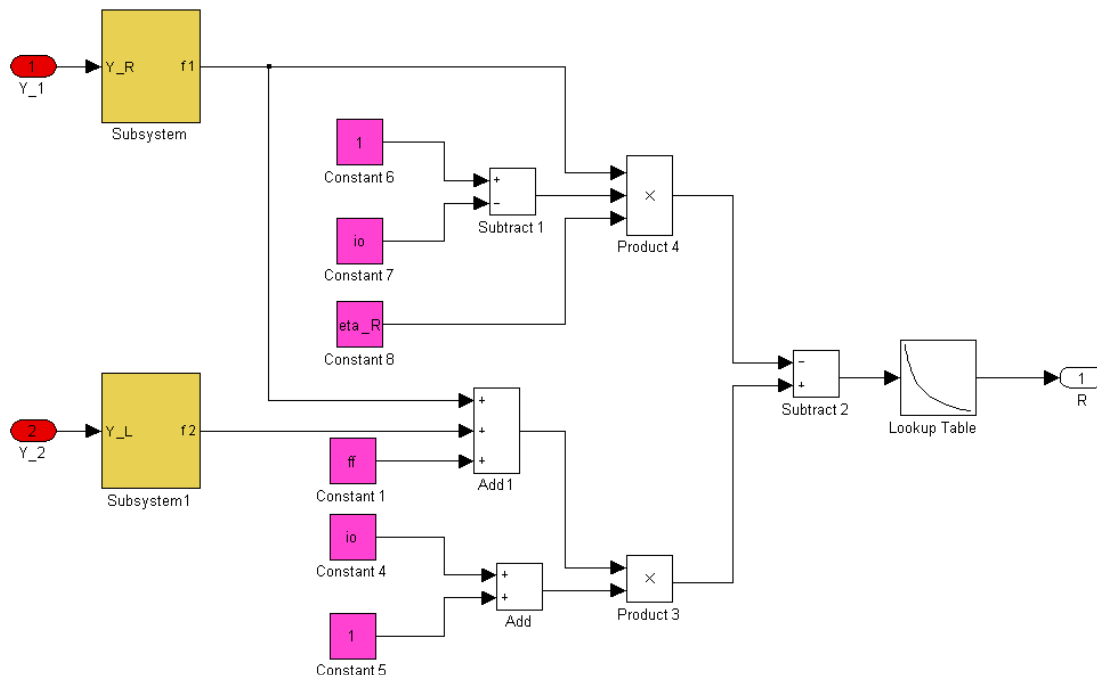 1
Y_1
Y_R f1
Subsystem
1
Constant 6
+
−
Subtract 1
io
Constant 7
eta_R
Constant 8
×
Product 4
−
+
Subtract 2
Lookup Table
1
R
2
Y_2
Y_L f2
Subsystem1
+
+
+
Add1
ff
Constant 1
io
Constant 4
+
+
Add
1
Constant 5
×
Product 3